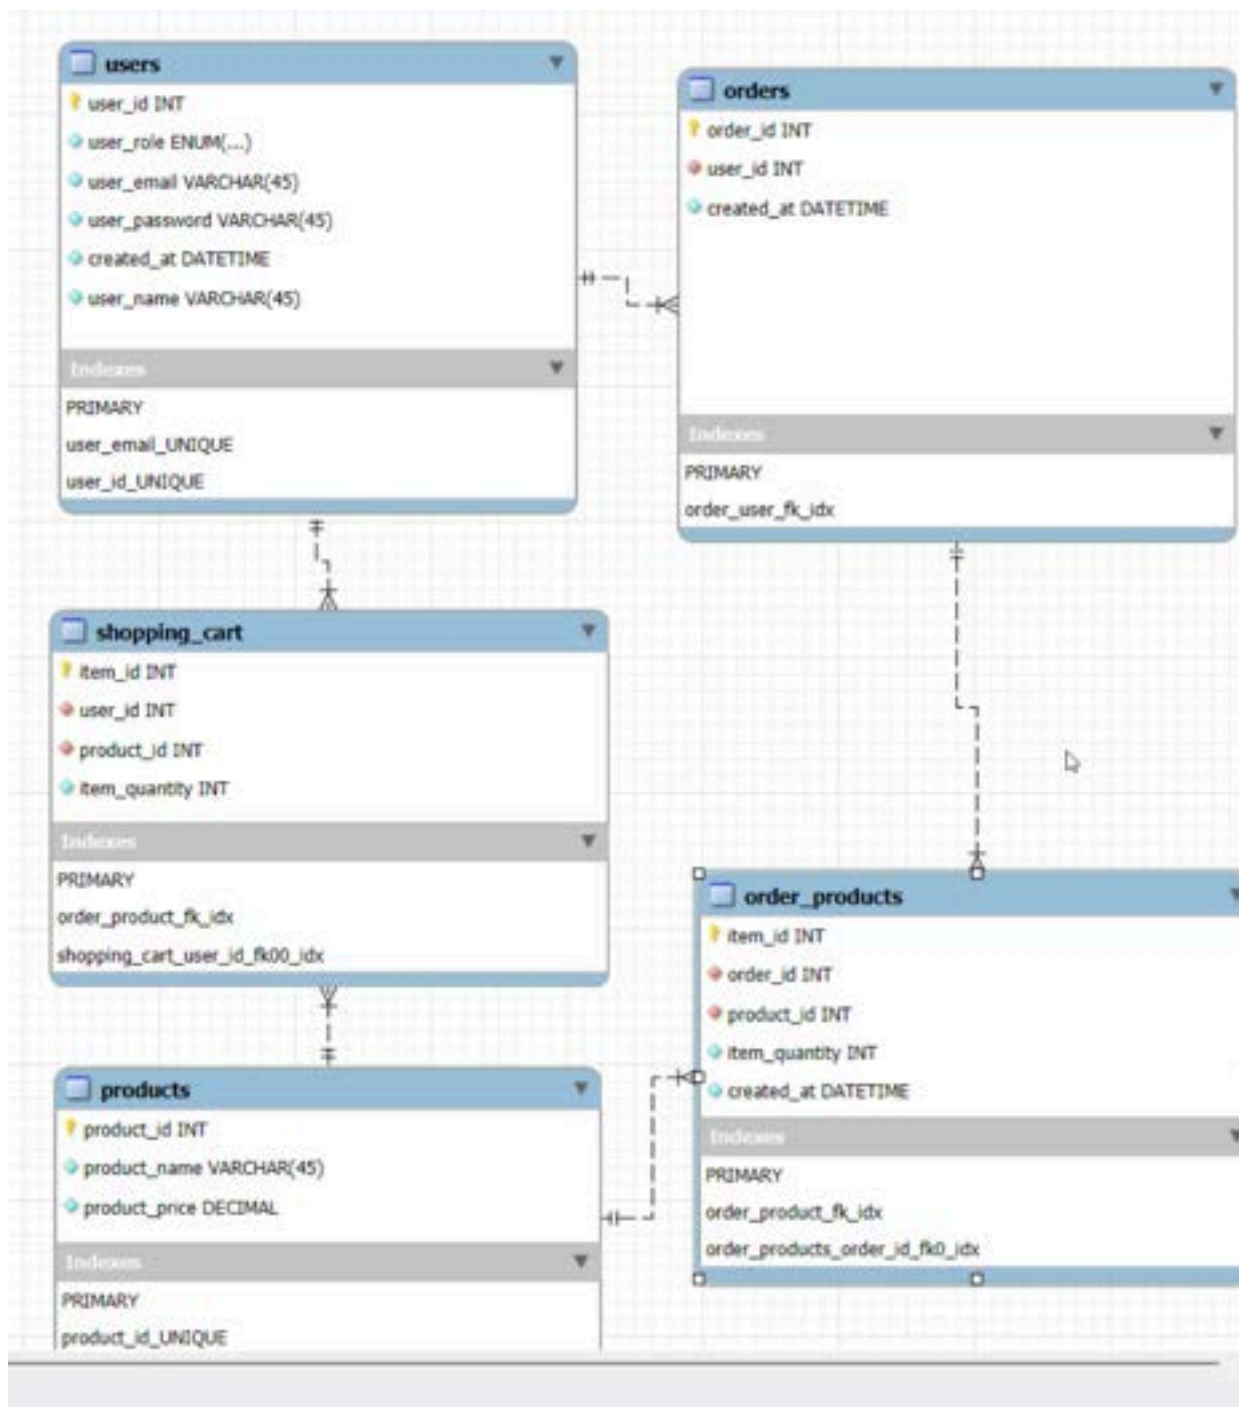 users
user_id INT
user_role ENUM(...)
user_email VARCHAR(45)
user_password VARCHAR(45)
created_at DATETIME
user_name VARCHAR(45)
Indexes
PRIMARY
user_email_UNIQUE
user_id_UNIQUE
orders
order_id INT
user_id INT
created_at DATETIME
Indexes
PRIMARY
order_user_fk_idx
shopping_cart
item_id INT
user_id INT
product_id INT
item_quantity INT
Indexes
PRIMARY
order_product_fk_idx
shopping_cart_user_id_fk00_idx
order_products
item_id INT
order_id INT
product_id INT
item_quantity INT
created_at DATETIME
Indexes
PRIMARY
order_product_fk_idx
order_products_order_id_fk0_idx
products
product_id INT
product_name VARCHAR(45)
product_price DECIMAL
Indexes
PRIMARY
product_id_UNIQUE